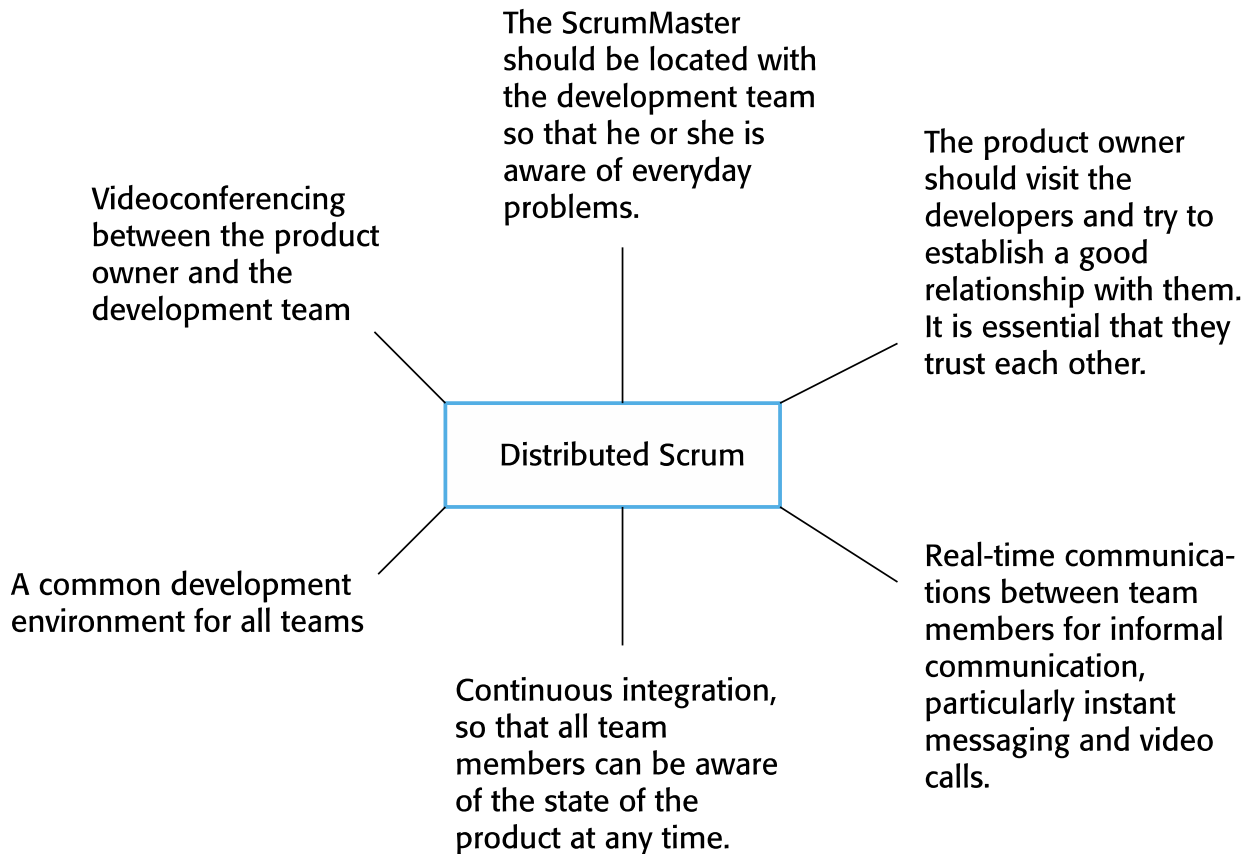 The ScrumMaster
should be located with
the development team
so that he or she is
aware of everyday
problems.
The product owner
should visit the
developers and try to
establish a good
relationship with them.
It is essential that they
trust each other.
Videoconferencing
between the product
owner and the
development team
Distributed Scrum
A common development
environment for all teams
Real-time communica-
tions between team
members for informal
communication,
particularly instant
messaging and video
calls.
Continuous integration,
so that all team
members can be aware
of the state of the
product at any time.